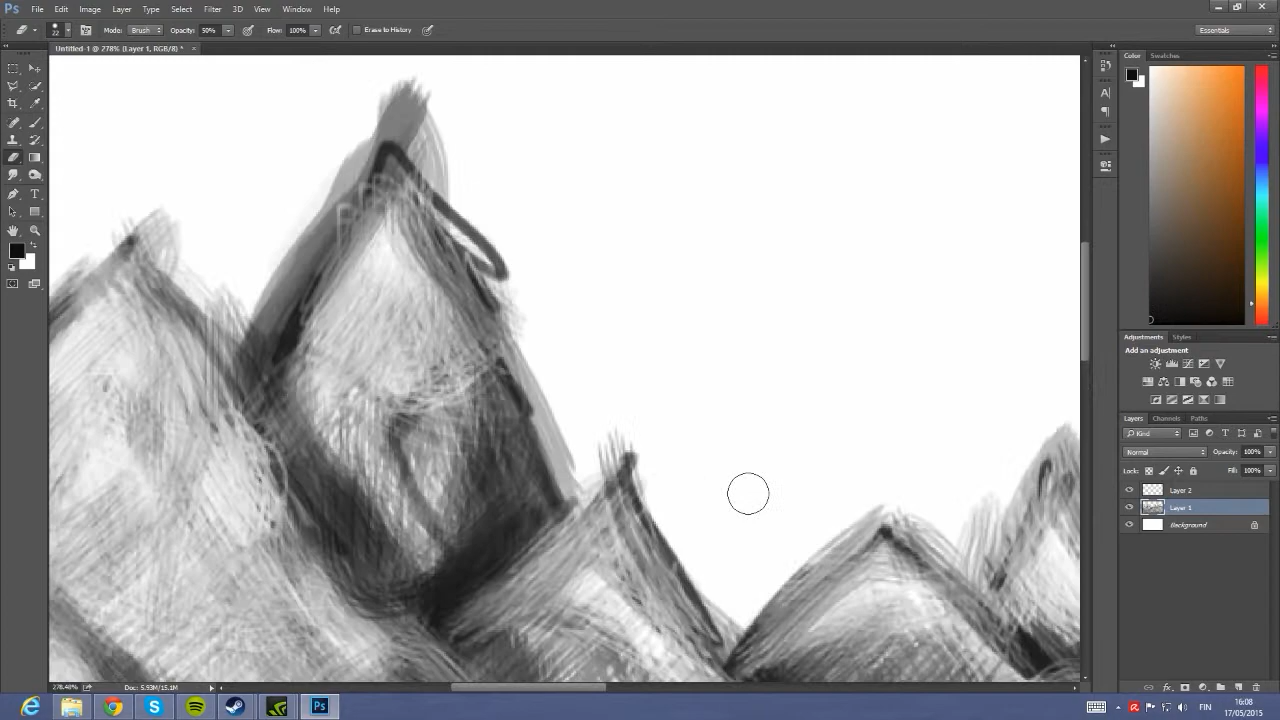 Ps File Edit Image Layer Type Select Filter 3D View Window Help
22 Mode: Brush Opacity: 50% Flow: 100% Erase to History Essentials
Untitled-1 @ 278% (Layer 1, RGB/8) *
Color Swatches
Adjustments Styles
Add an adjustment
Layers Channels Paths
Kind
Normal Opacity: 100%
Lock: Fill: 100%
Layer 2
Layer 1
Background
278.48% Doc: 5.93M/15.1M
FIN 16:08
17/05/2015